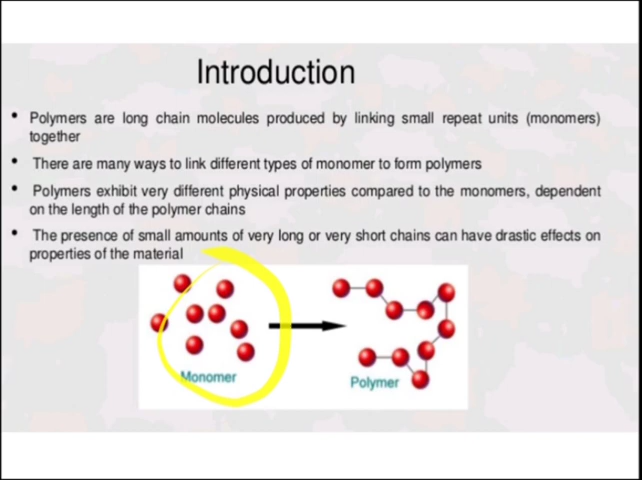 Introduction
• Polymers are long chain molecules produced by linking small repeat units (monomers)
together
• There are many ways to link different types of monomer to form polymers
• Polymers exhibit very different physical properties compared to the monomers, dependent
on the length of the polymer chains
• The presence of small amounts of very long or very short chains can have drastic effects on
properties of the material
Monomer
Polymer